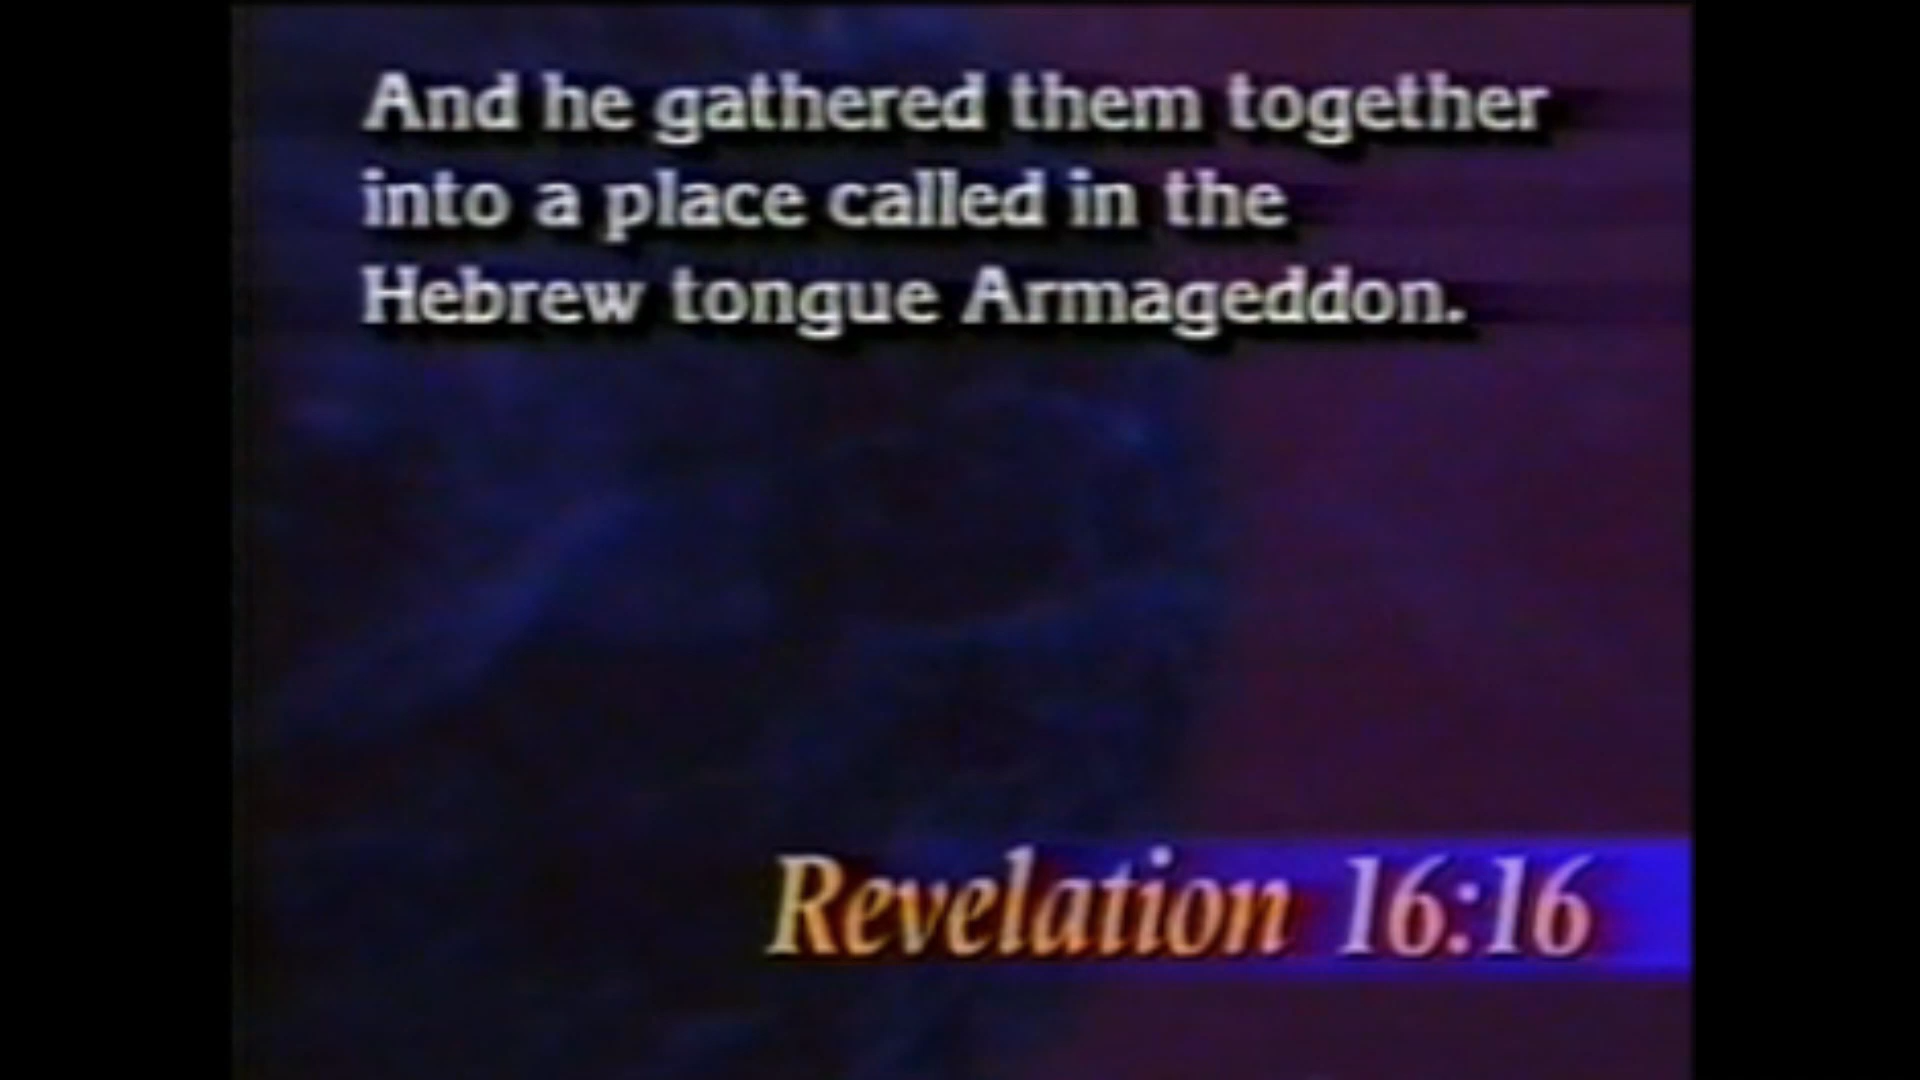 And he gathered them together
into a place called in the
Hebrew tongue Armageddon.
Revelation 16:16